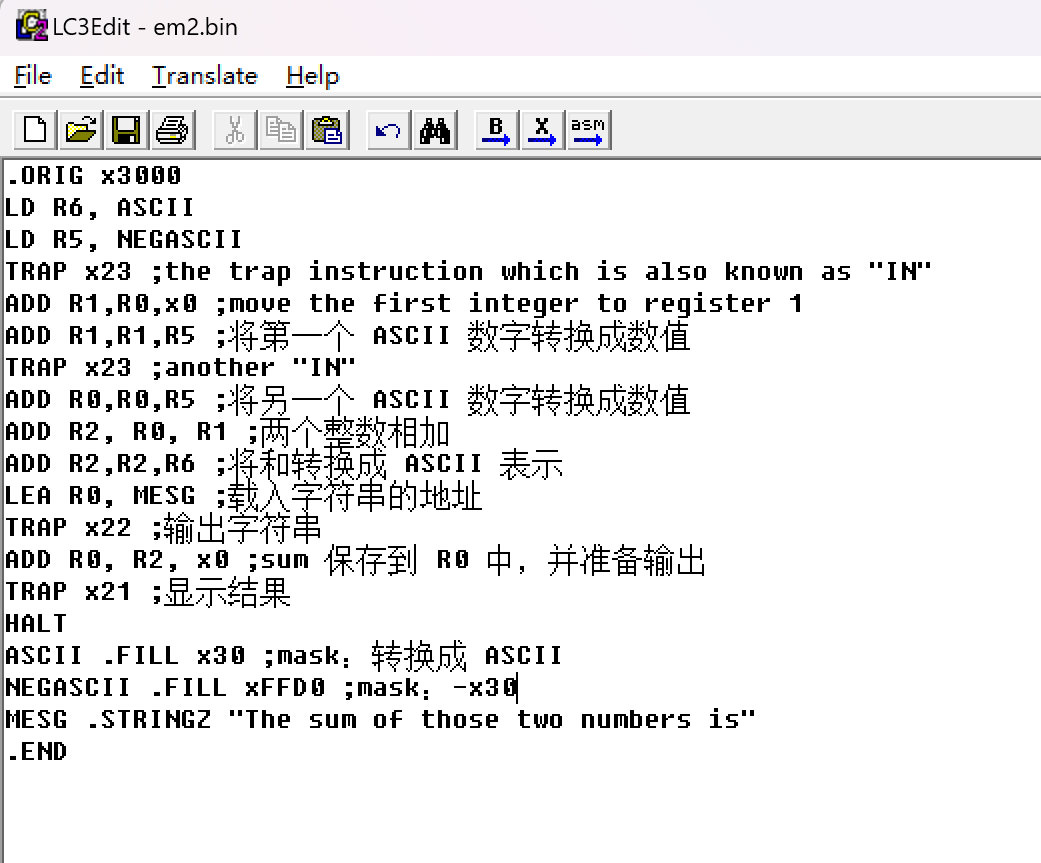 LC3Edit - em2.bin
File Edit Translate Help
B X asm
.ORIG x3000
LD R6, ASCII
LD R5, NEGASCII
TRAP x23 ;the trap instruction which is also known as "IN"
ADD R1,R0,x0 ;move the first integer to register 1
ADD R1,R1,R5 ;将第一个 ASCII 数字转换成数值
TRAP x23 ;another "IN"
ADD R0,R0,R5 ;将另一个 ASCII 数字转换成数值
ADD R2, R0, R1 ;两个整数相加
ADD R2,R2,R6 ;将和转换成 ASCII 表示
LEA R0, MESG ;载入字符串的地址
TRAP x22 ;输出字符串
ADD R0, R2, x0 ;sum 保存到 R0 中，并准备输出
TRAP x21 ;显示结果
HALT
ASCII .FILL x30 ;mask：转换成 ASCII
NEGASCII .FILL xFFD0 ;mask：-x30
MESG .STRINGZ "The sum of those two numbers is"
.END